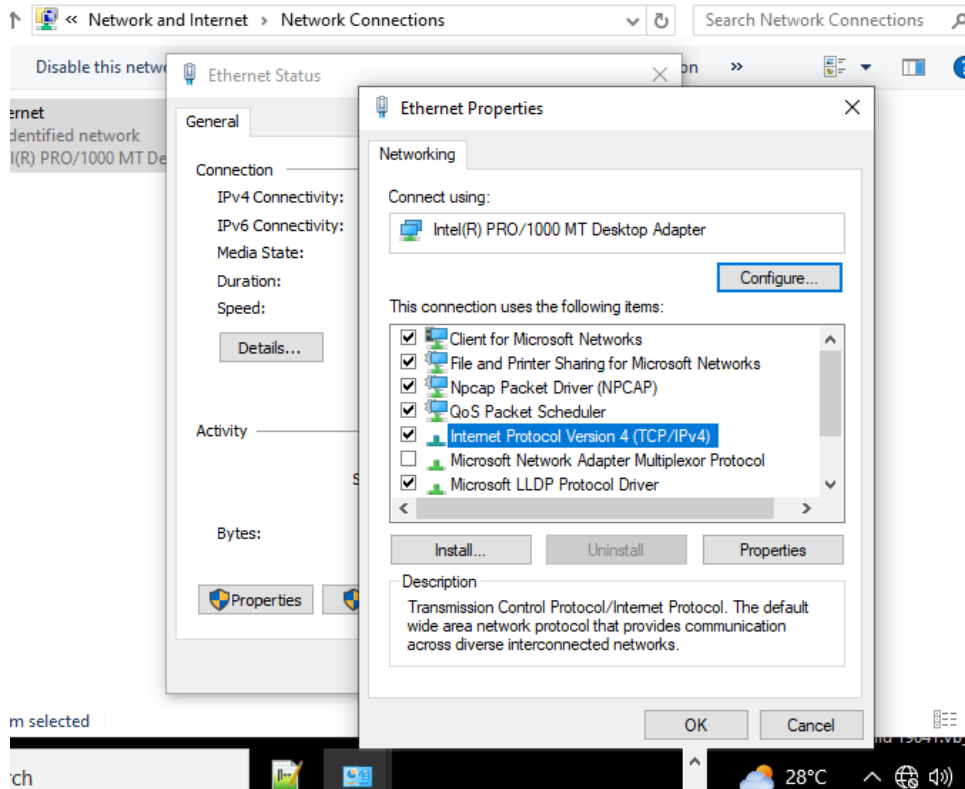 « Network and Internet › Network Connections
Search Network Connections
Disable this netwo
on »
ernet
dentified network
l(R) PRO/1000 MT De
Ethernet Status
General
Connection
IPv4 Connectivity:
IPv6 Connectivity:
Media State:
Duration:
Speed:
Details...
Activity
S
Bytes:
Properties
Ethernet Properties
Networking
Connect using:
Intel(R) PRO/1000 MT Desktop Adapter
Configure...
This connection uses the following items:
Client for Microsoft Networks
File and Printer Sharing for Microsoft Networks
Npcap Packet Driver (NPCAP)
QoS Packet Scheduler
Internet Protocol Version 4 (TCP/IPv4)
Microsoft Network Adapter Multiplexor Protocol
Microsoft LLDP Protocol Driver
Install...
Uninstall
Properties
Description
Transmission Control Protocol/Internet Protocol. The default
wide area network protocol that provides communication
across diverse interconnected networks.
OK
Cancel
m selected
rch
28°C